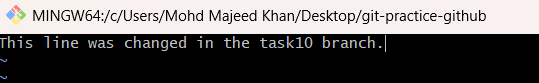 MINGW64:/c/Users/Mohd Majeed Khan/Desktop/git-practice-github
This line was changed in the task10 branch.
~
~